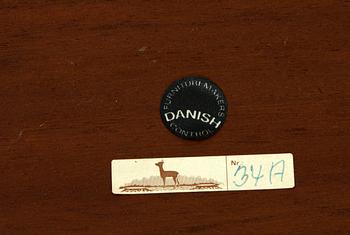 FURNITUREMAKERS
DANISH
CONTROL
Nr.
34A